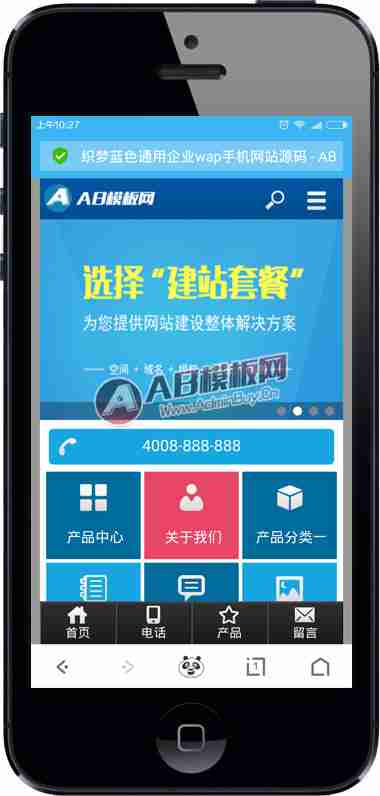 上午10:27
织梦蓝色通用企业wap手机网站源码 - AB
AB模板网
选择“建站套餐”
为您提供网站建设整体解决方案
空间 + 域名 +
AB模板网
Www.AdminBuy.Cn
4008-888-888
产品中心
关于我们
产品分类一
首页
电话
产品
留言
1